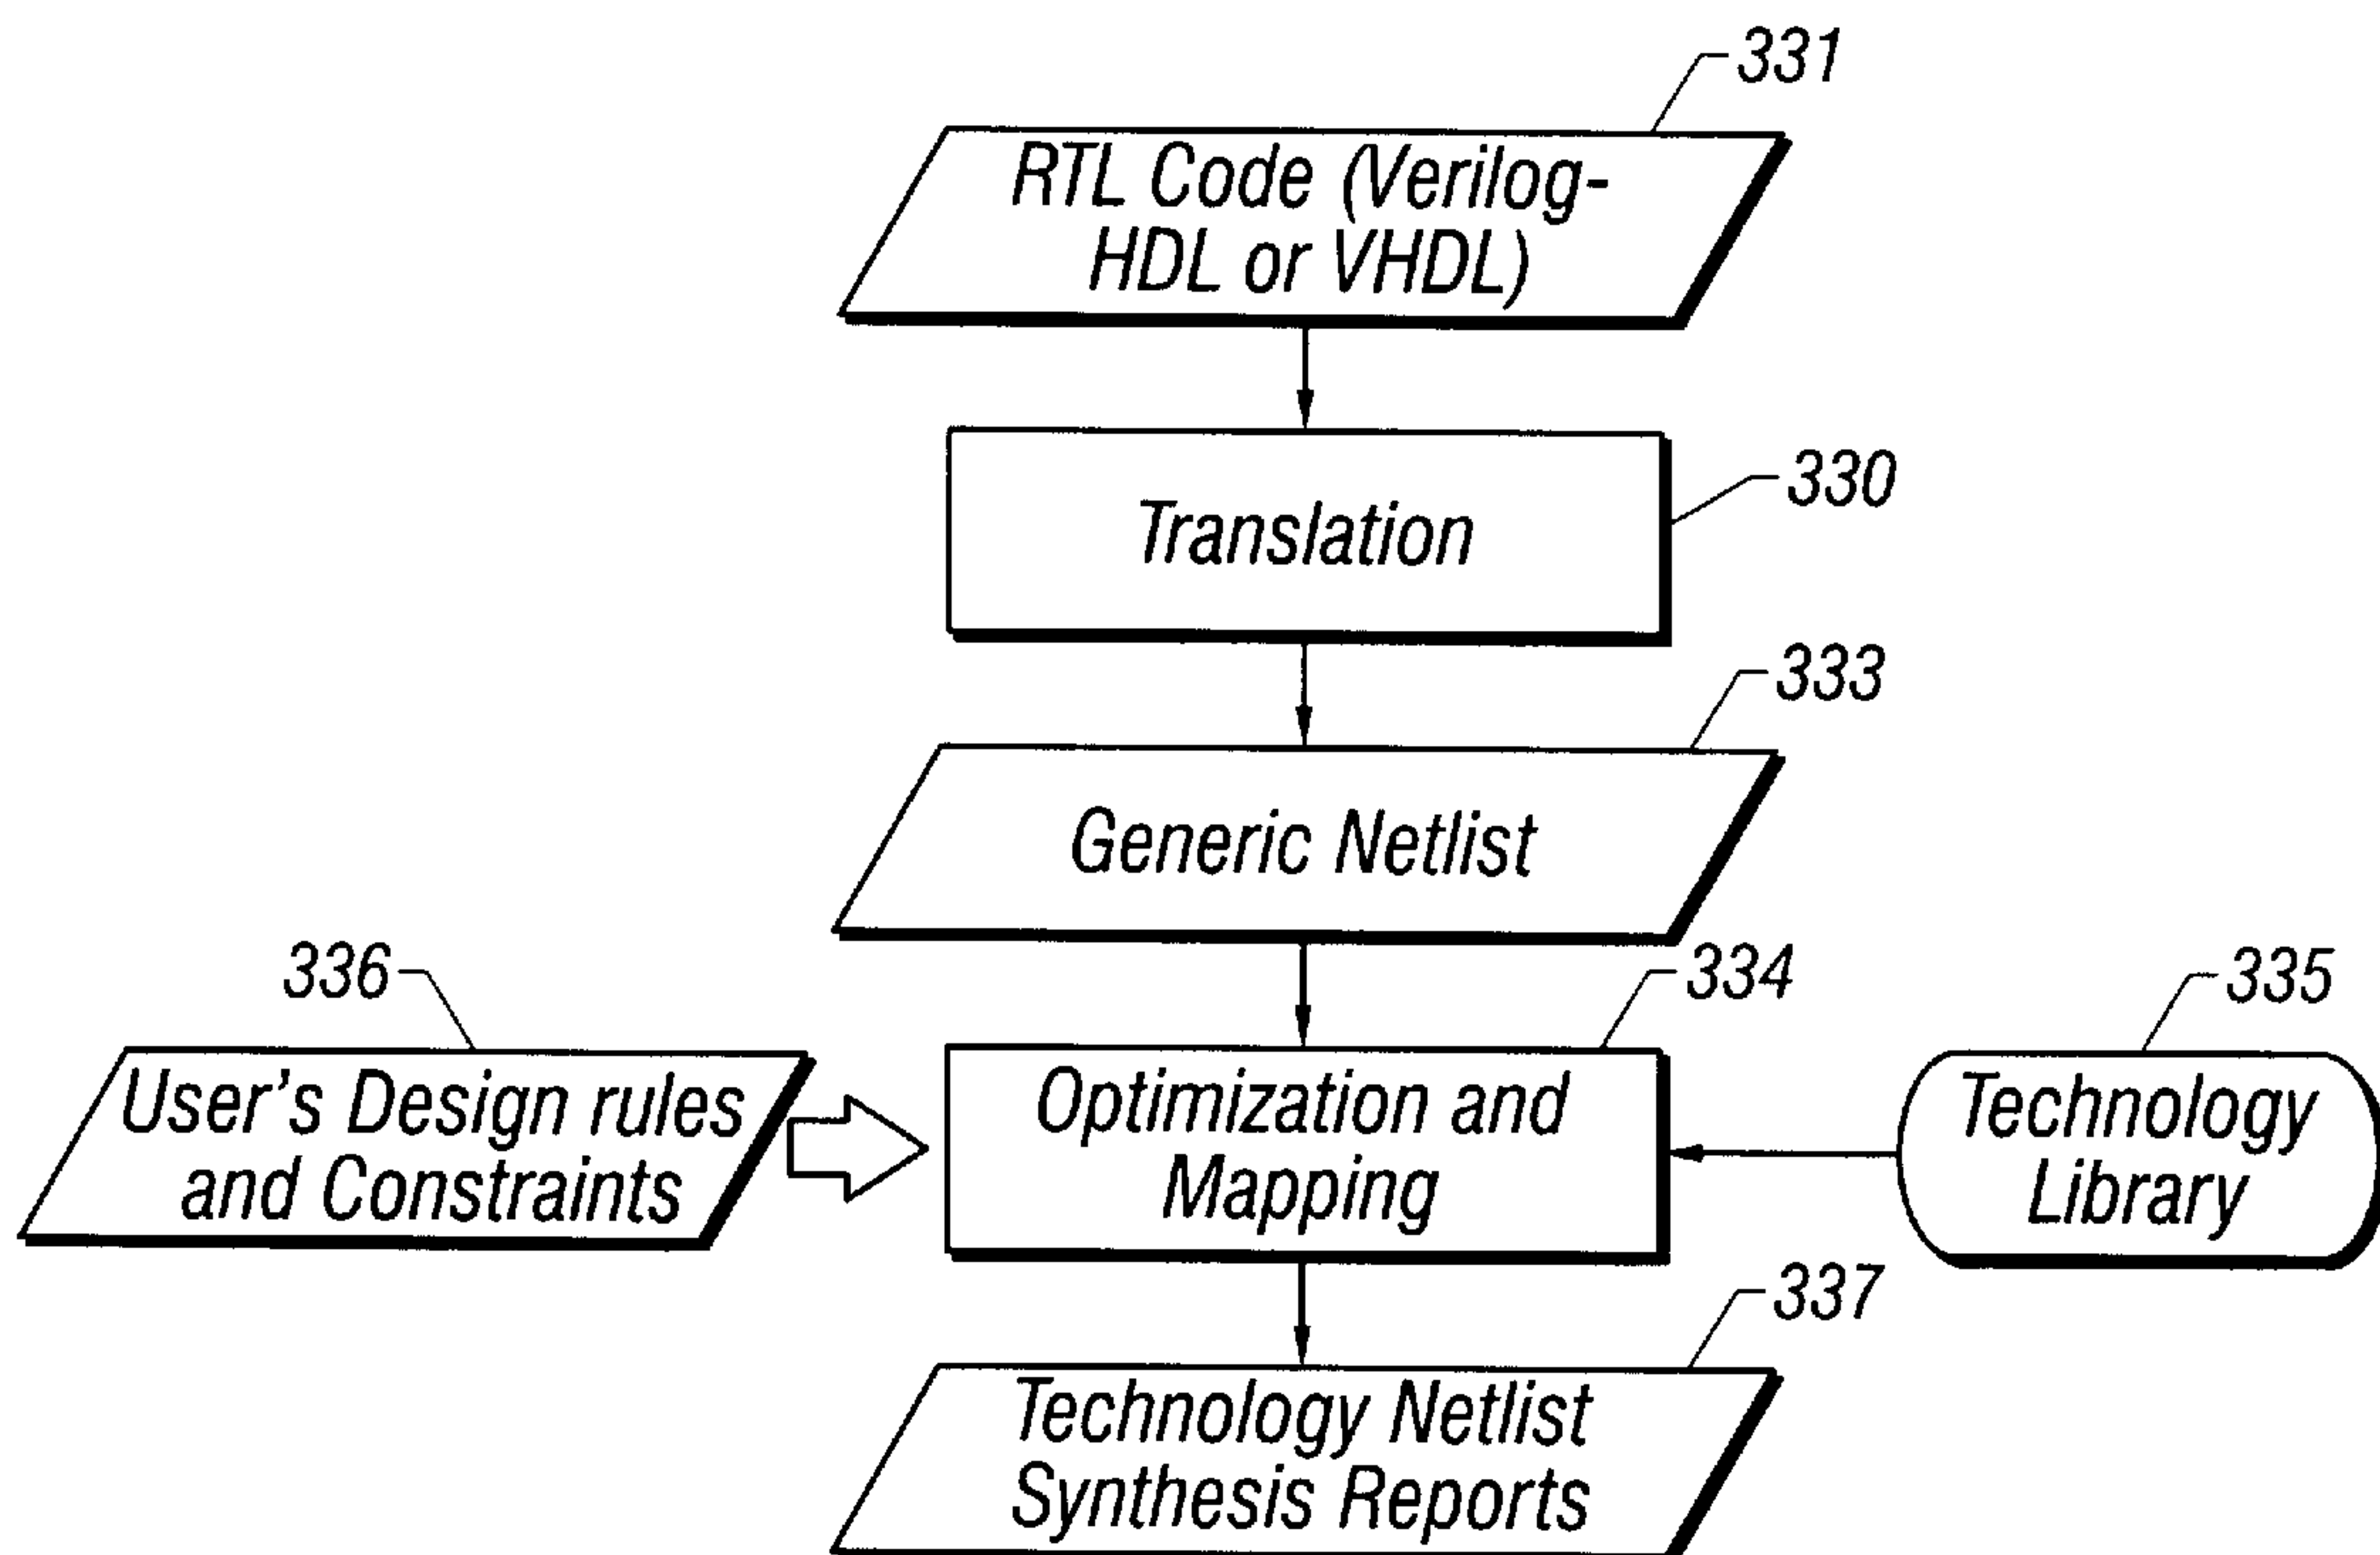 331
RTL Code (Verilog-
HDL or VHDL)
330
Translation
333
Generic Netlist
336
334
335
User's Design rules
and Constraints
Optimization and
Mapping
Technology
Library
337
Technology Netlist
Synthesis Reports